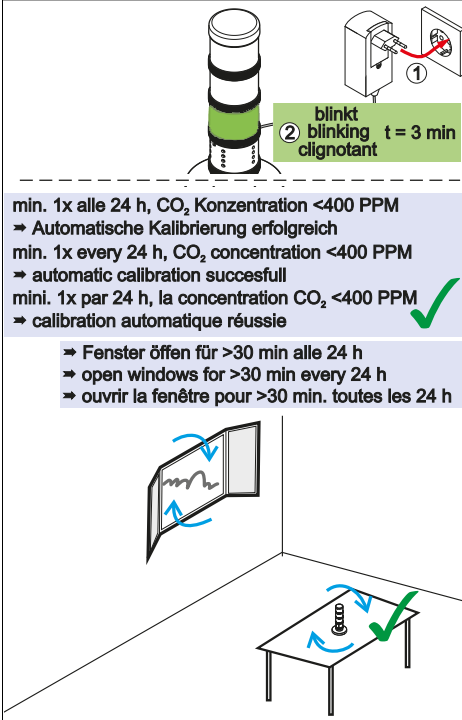 1
blinkt
2 blinking t = 3 min
clignotant
min. 1x alle 24 h, CO₂ Konzentration <400 PPM
➡ Automatische Kalibrierung erfolgreich
min. 1x every 24 h, CO₂ concentration <400 PPM
➡ automatic calibration succesfull
mini. 1x par 24 h, la concentration CO₂ <400 PPM
➡ calibration automatique réussie
➡ Fenster öffen für >30 min alle 24 h
➡ open windows for >30 min every 24 h
➡ ouvrir la fenêtre pour >30 min. toutes les 24 h